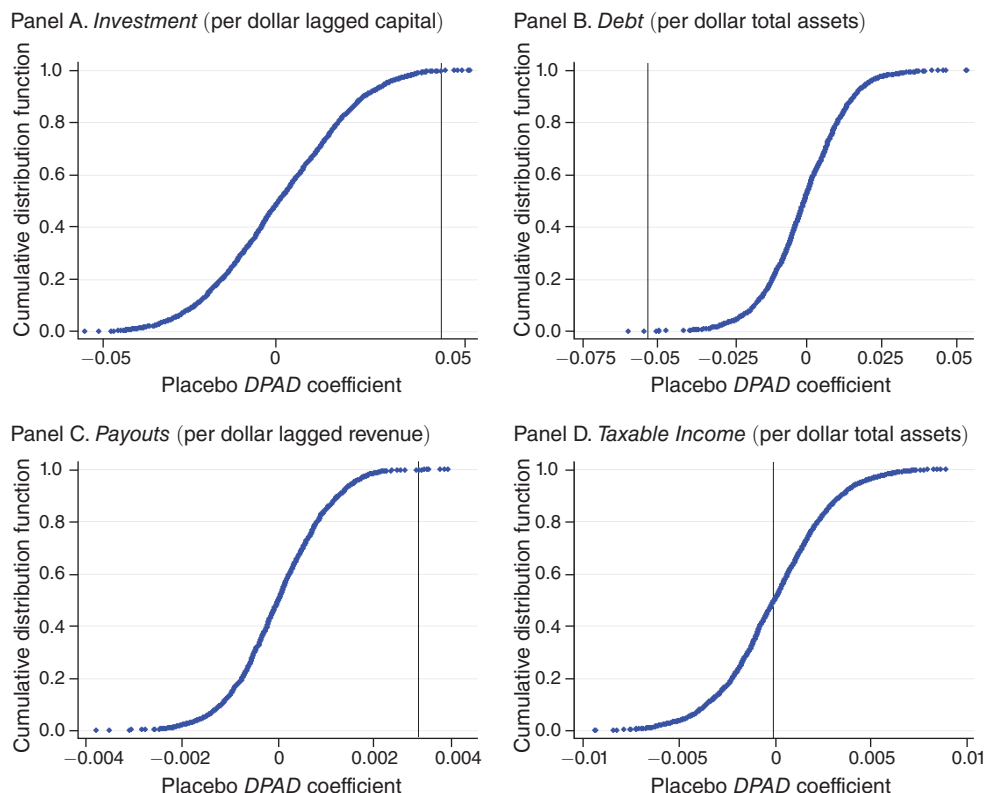 Panel A. Investment (per dollar lagged capital)
Cumulative distribution function
1.0
0.8
0.6
0.4
0.2
0.0
−0.05 0 0.05
Placebo DPAD coefficient
Panel B. Debt (per dollar total assets)
Cumulative distribution function
1.0
0.8
0.6
0.4
0.2
0.0
−0.075 −0.05 −0.025 0 0.025 0.05
Placebo DPAD coefficient
Panel C. Payouts (per dollar lagged revenue)
Cumulative distribution function
1.0
0.8
0.6
0.4
0.2
0.0
−0.004 −0.002 0 0.002 0.004
Placebo DPAD coefficient
Panel D. Taxable Income (per dollar total assets)
Cumulative distribution function
1.0
0.8
0.6
0.4
0.2
0.0
−0.01 −0.005 0 0.005 0.01
Placebo DPAD coefficient